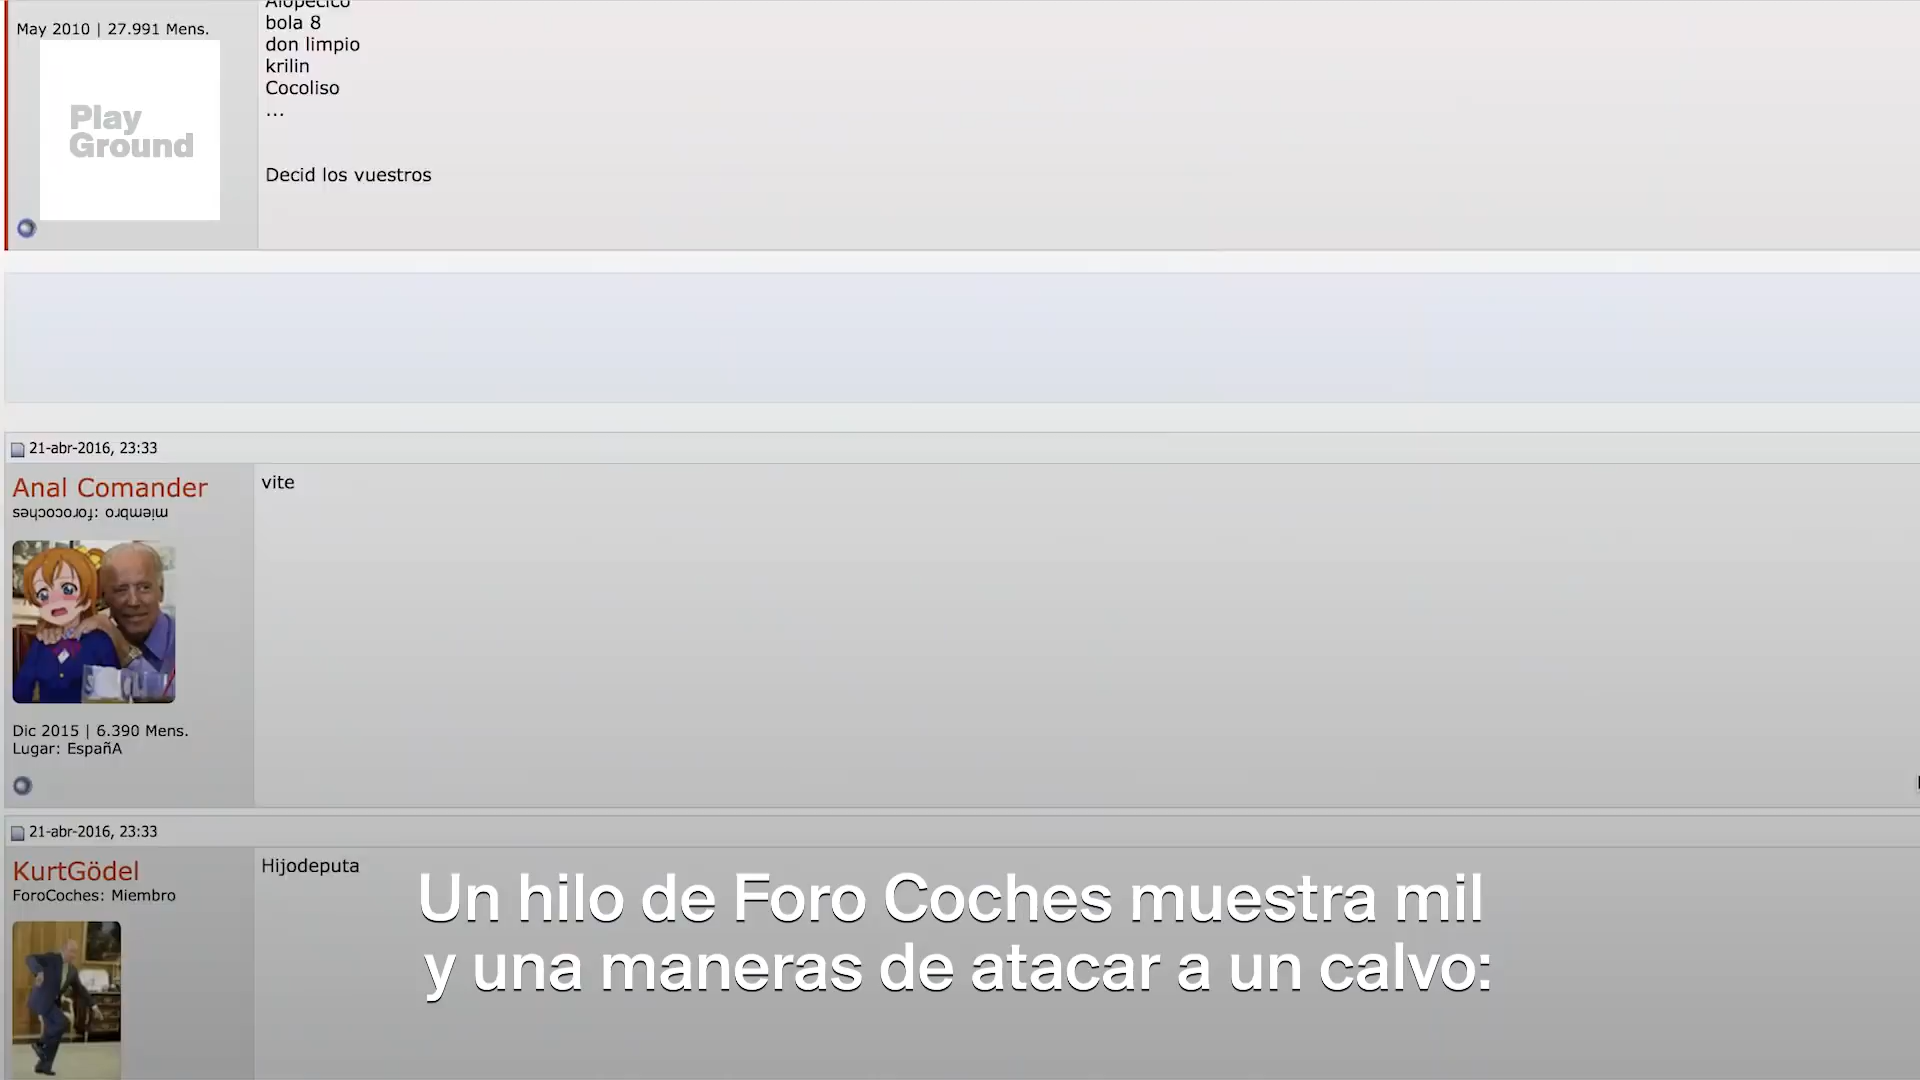 Alopécico
May 2010 | 27.991 Mens.
bola 8
don limpio
krilin
Cocoliso
...
Play
Ground
Decid los vuestros
21-abr-2016, 23:33
Anal Comander
vite
miembro :forocoches
Dic 2015 | 6.390 Mens.
Lugar: EspañA
21-abr-2016, 23:33
KurtGödel
Hijodeputa
ForoCoches: Miembro
Un hilo de Foro Coches muestra mil
y una maneras de atacar a un calvo: